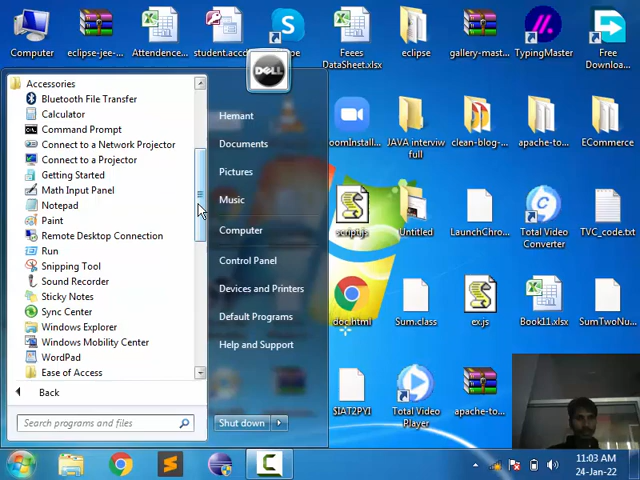 Computer
eclipse-jee-...
Attendence...
student.accd...
Feees DataSheet.xlsx
eclipse
gallery-mast...
TypingMaster
Free Downloa...
DELL
Accessories
Bluetooth File Transfer
Calculator
Command Prompt
Connect to a Network Projector
Connect to a Projector
Getting Started
Math Input Panel
Notepad
Paint
Remote Desktop Connection
Run
Snipping Tool
Sound Recorder
Sticky Notes
Sync Center
Windows Explorer
Windows Mobility Center
WordPad
Ease of Access
Back
Search programs and files
Hemant
Documents
Pictures
Music
Computer
Control Panel
Devices and Printers
Default Programs
Help and Support
Shut down
JAVA interviw full
clean-blog-...
apache-to...
ECommerce
script.js
Untitled
LaunchChro...
Total Video Converter
TVC_code.txt
doc.html
Sum.class
ex.js
Book11.xlsx
SumTwoNu...
SIAT2PYI
Total Video Player
apache-to...
11:03 AM
24-Jan-22